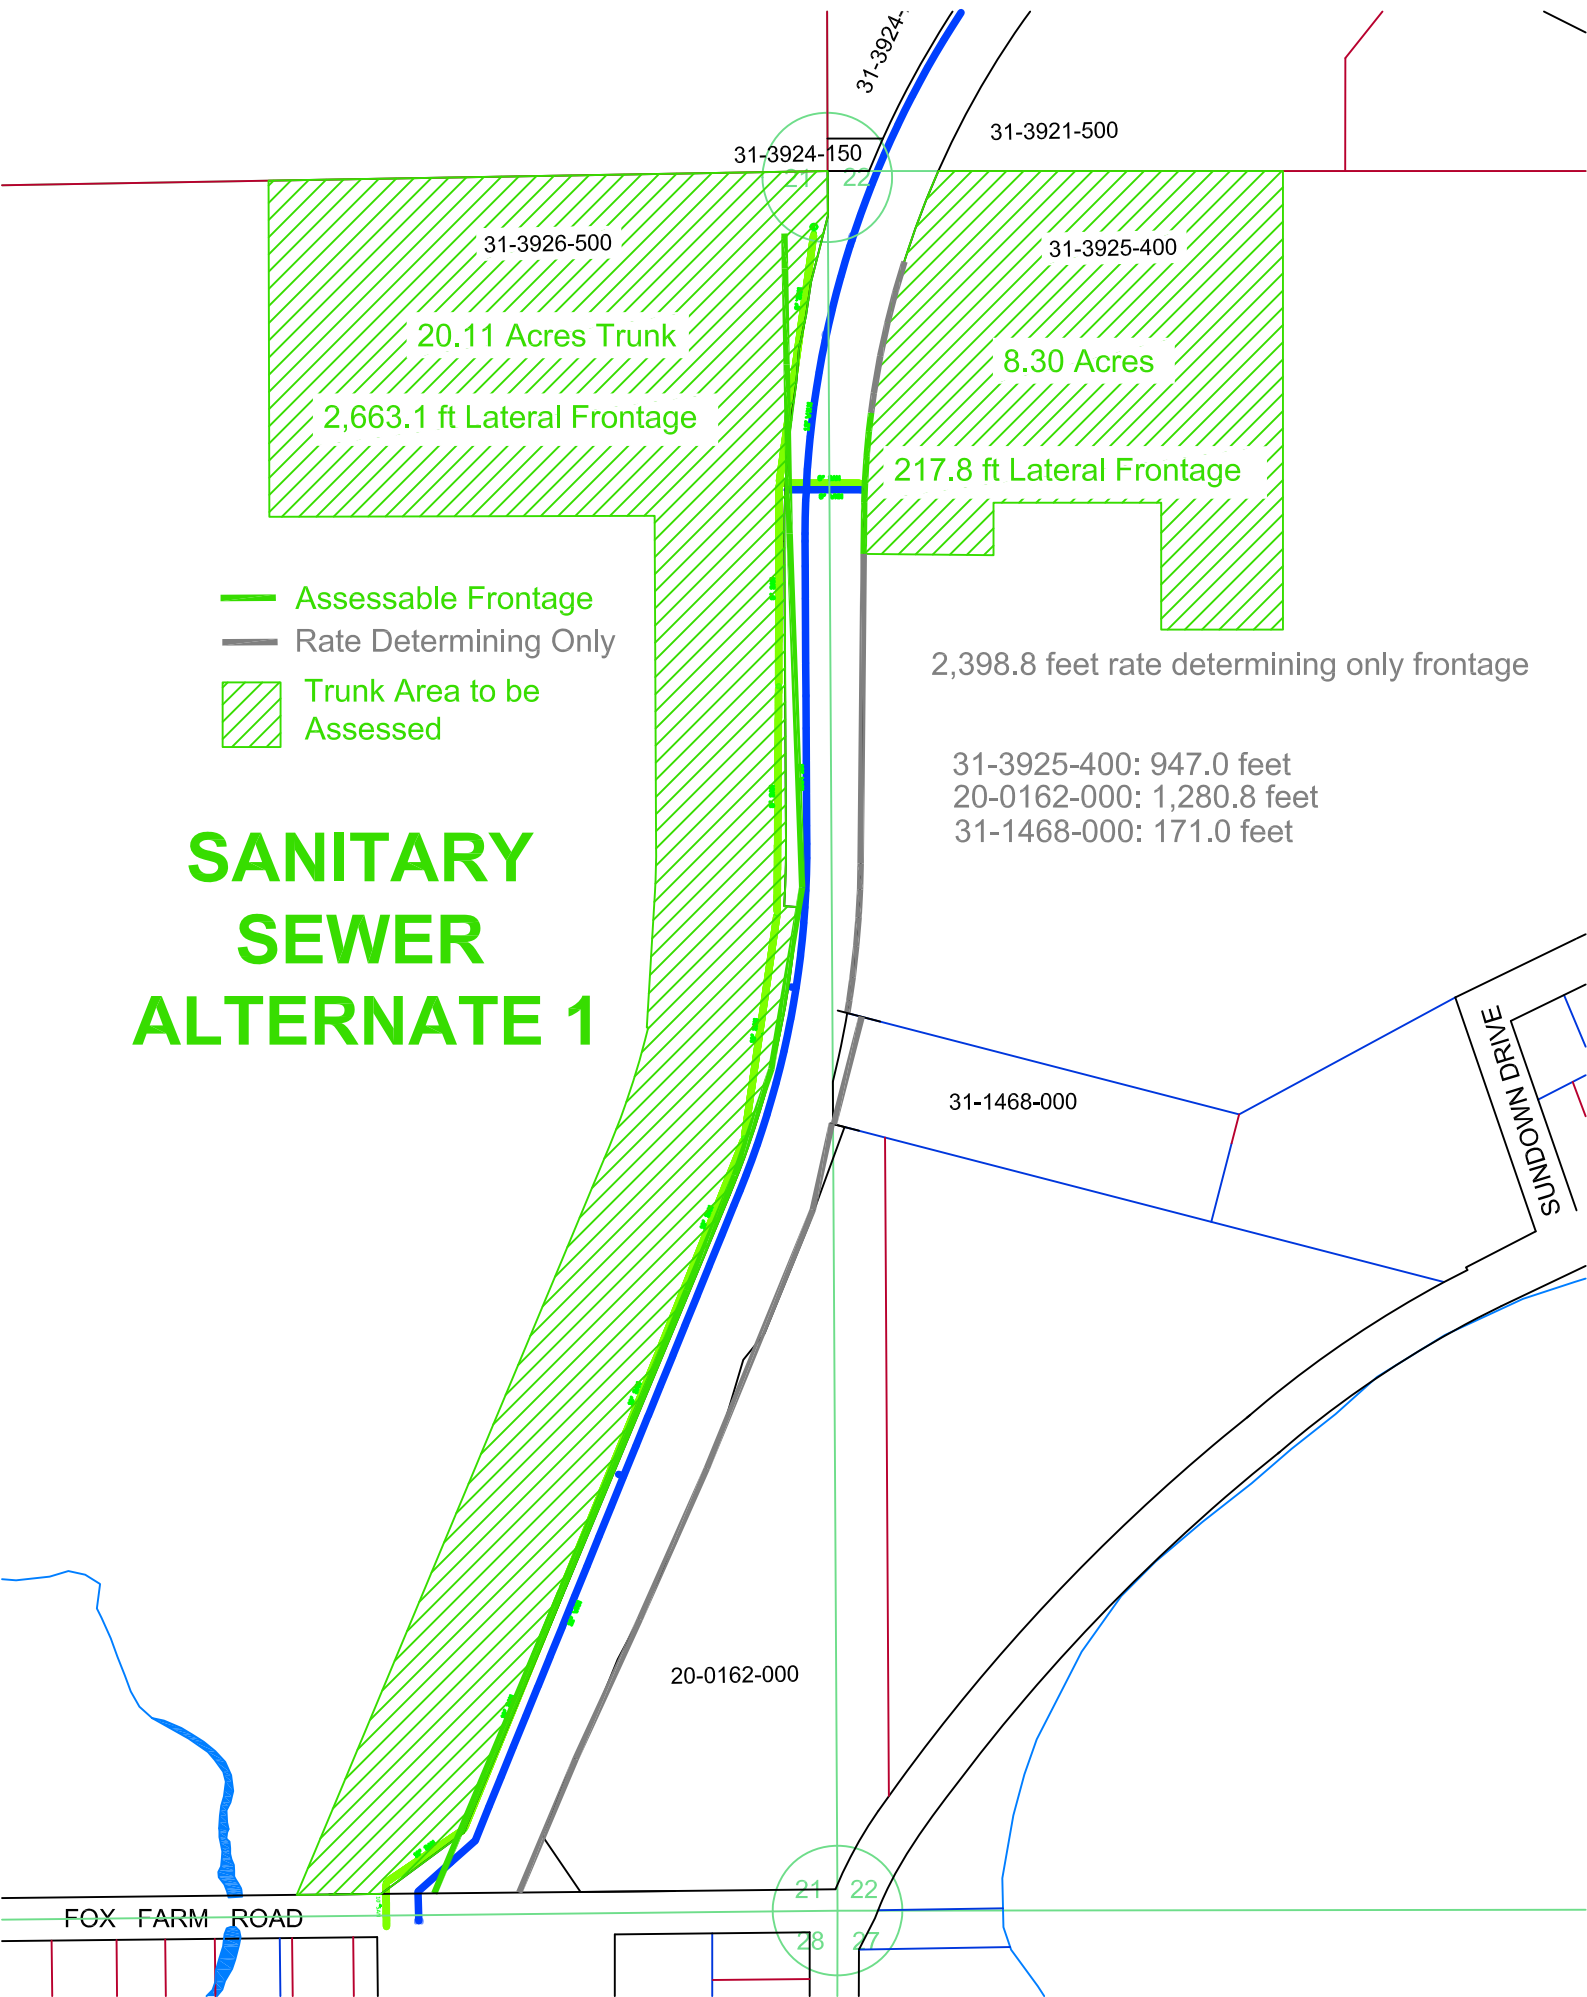 31-3924-
31-3921-500
31-3924-150
21 22
31-3926-500
31-3925-400
20.11 Acres Trunk
8.30 Acres
2,663.1 ft Lateral Frontage
217.8 ft Lateral Frontage
Assessable Frontage
Rate Determining Only
Trunk Area to be
Assessed
2,398.8 feet rate determining only frontage
31-3925-400: 947.0 feet
20-0162-000: 1,280.8 feet
31-1468-000: 171.0 feet
SANITARY
SEWER
ALTERNATE 1
SUNDOWN DRIVE
31-1468-000
20-0162-000
21 22
FOX FARM ROAD
28 27